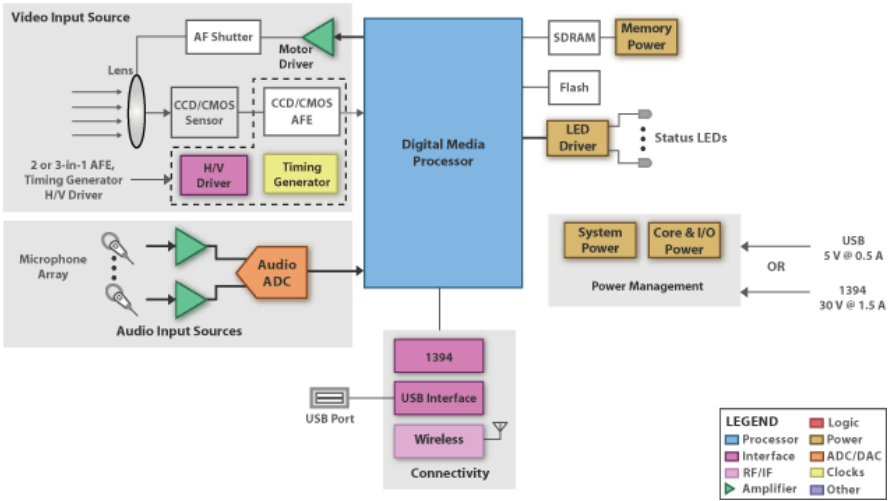 Video Input Source
AF Shutter
Motor
Driver
Lens
CCD/CMOS
Sensor
CCD/CMOS
AFE
2 or 3-in-1 AFE,
Timing Generator
H/V Driver
H/V
Driver
Timing
Generator
Microphone
Array
Audio
ADC
Audio Input Sources
Digital Media
Processor
SDRAM
Memory
Power
Flash
LED
Driver
Status LEDs
System
Power
Core & I/O
Power
Power Management
USB
5 V @ 0.5 A
OR
1394
30 V @ 1.5 A
1394
USB Interface
Wireless
Connectivity
USB Port
LEGEND
Processor
Interface
RF/IF
Amplifier
Logic
Power
ADC/DAC
Clocks
Other